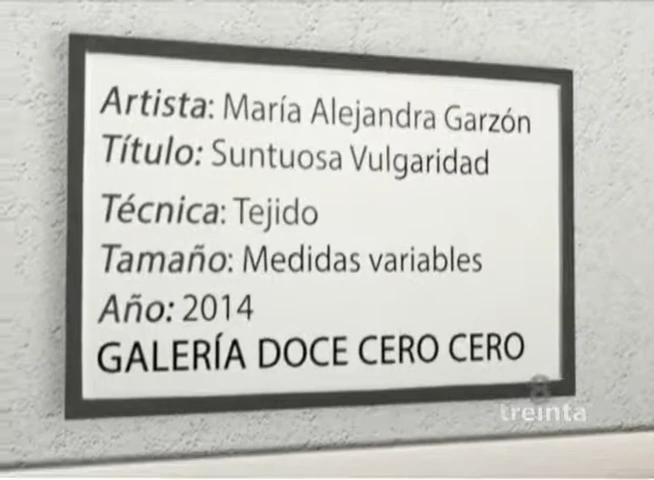 Artista: María Alejandra Garzón
Título: Suntuosa Vulgaridad
Técnica: Tejido
Tamaño: Medidas variables
Año: 2014
GALERÍA DOCE CERO CERO
8
treinta